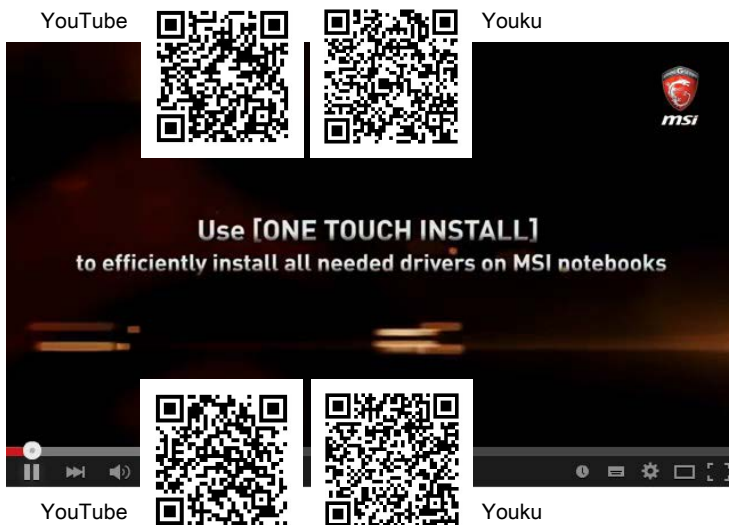 YouTube
Youku
msi
Use [ONE TOUCH INSTALL]
to efficiently install all needed drivers on MSI notebooks
YouTube
Youku